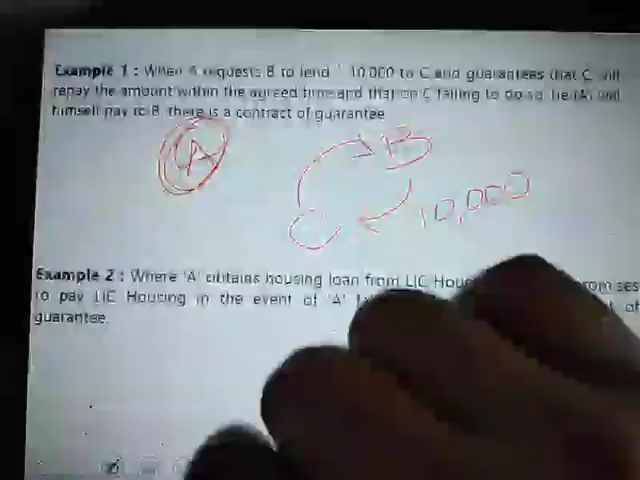 Example 1 : When A requests B to lend ` 10,000 to C and guarantees that C will
repay the amount within the agreed time and that on C failing to do so, he (A) will
himself pay to B, there is a contract of guarantee.
A
B
C
10,000
Example 2 : Where 'A' obtains housing loan from LIC Hous
to pay LIC Housing in the event of 'A' of
guarantee.